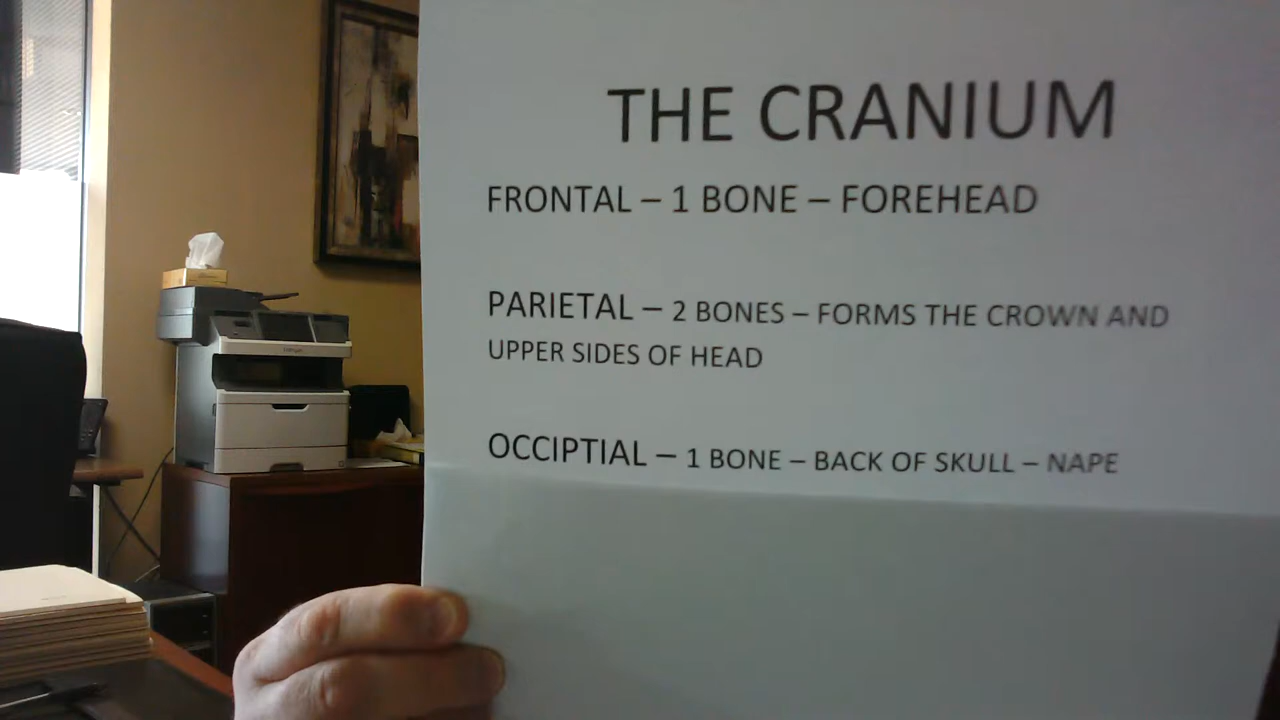 THE CRANIUM
FRONTAL – 1 BONE – FOREHEAD
PARIETAL – 2 BONES – FORMS THE CROWN AND
UPPER SIDES OF HEAD
OCCIPTIAL – 1 BONE – BACK OF SKULL – NAPE